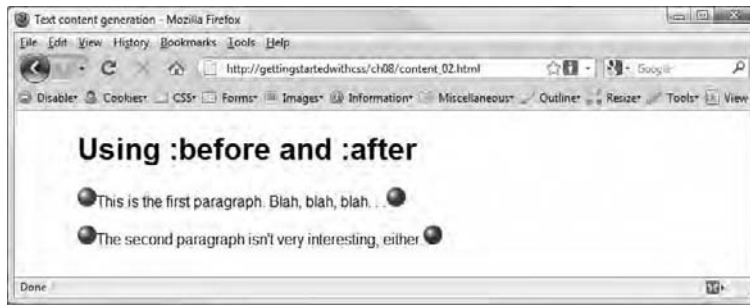 Text content generation - Mozilla Firefox
File Edit View History Bookmarks Tools Help
http://gettingstartedwithcss/ch08/content_02.html Google
Disable Cookies CSS Forms Images Information Miscellaneous Outline Resize Tools View
Using :before and :after
This is the first paragraph. Blah, blah, blah. . .
The second paragraph isn't very interesting, either.
Done